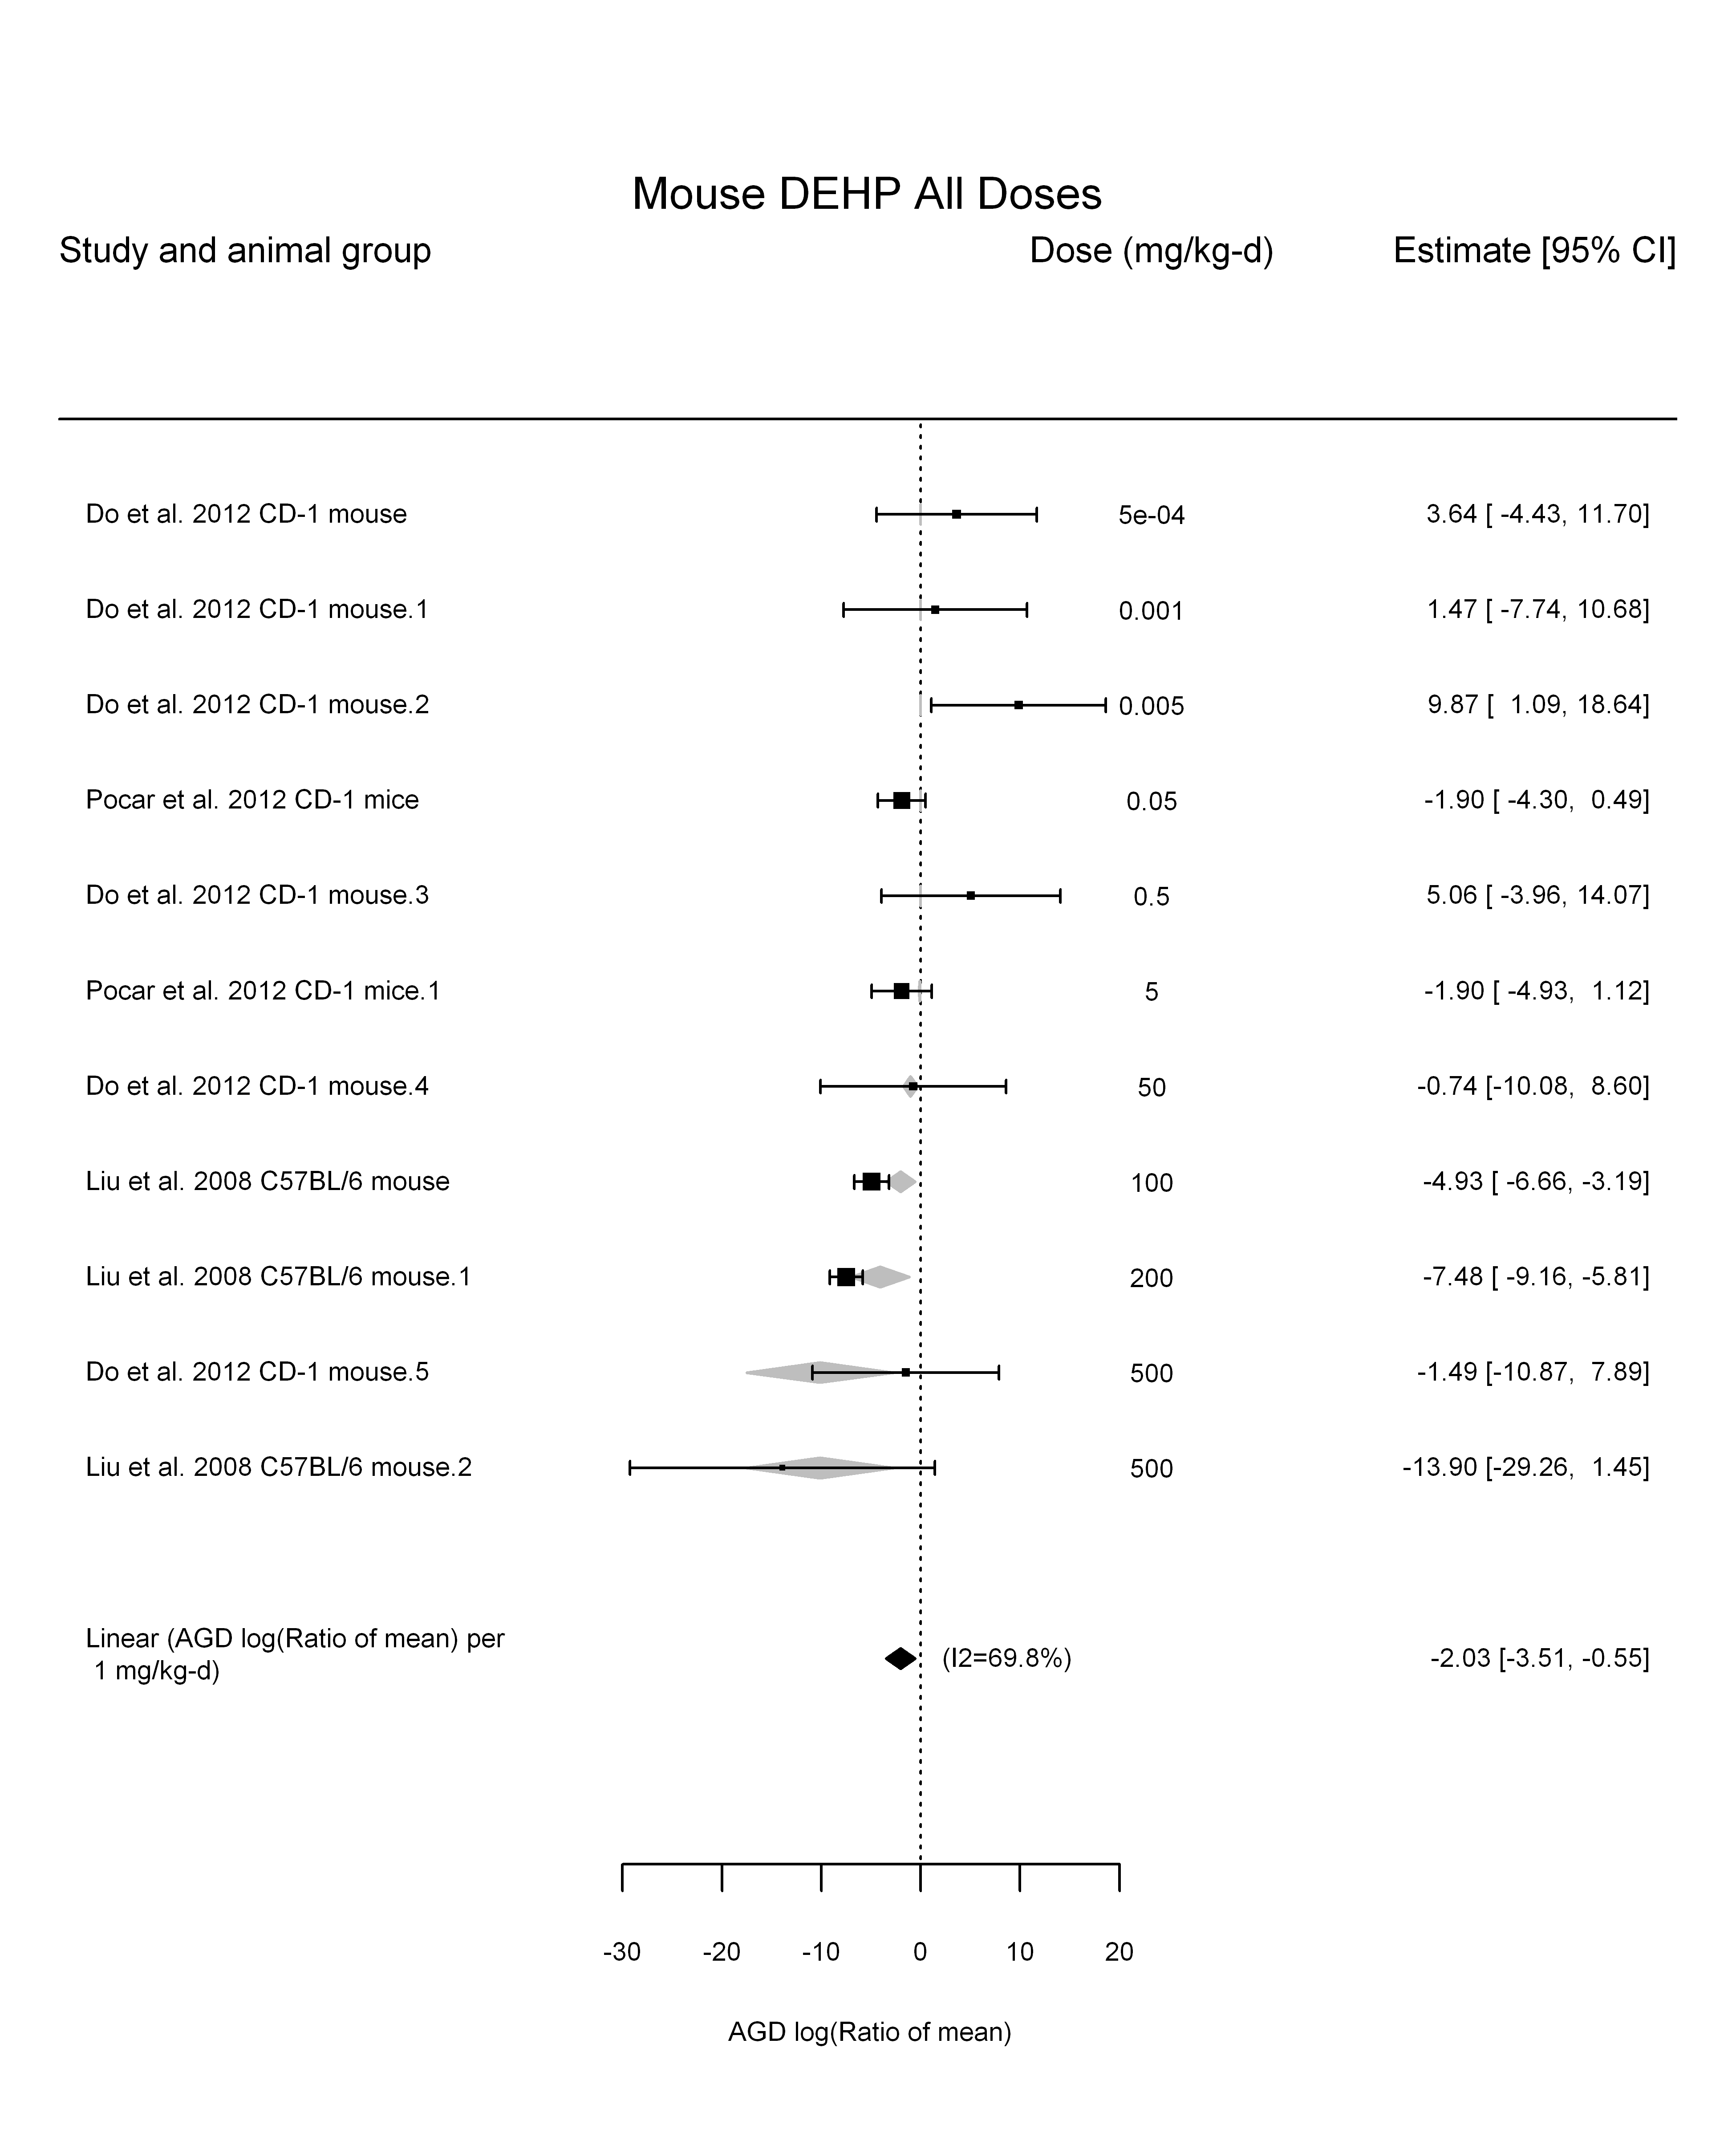 Mouse DEHP All Doses
Study and animal group Dose (mg/kg-d) Estimate [95% CI]
Do et al. 2012 CD-1 mouse 5e-04 3.64 [ -4.43, 11.70]
Do et al. 2012 CD-1 mouse.1 0.001 1.47 [ -7.74, 10.68]
Do et al. 2012 CD-1 mouse.2 0.005 9.87 [ 1.09, 18.64]
Pocar et al. 2012 CD-1 mice 0.05 -1.90 [ -4.30, 0.49]
Do et al. 2012 CD-1 mouse.3 0.5 5.06 [ -3.96, 14.07]
Pocar et al. 2012 CD-1 mice.1 5 -1.90 [ -4.93, 1.12]
Do et al. 2012 CD-1 mouse.4 50 -0.74 [-10.08, 8.60]
Liu et al. 2008 C57BL/6 mouse 100 -4.93 [ -6.66, -3.19]
Liu et al. 2008 C57BL/6 mouse.1 200 -7.48 [ -9.16, -5.81]
Do et al. 2012 CD-1 mouse.5 500 -1.49 [-10.87, 7.89]
Liu et al. 2008 C57BL/6 mouse.2 500 -13.90 [-29.26, 1.45]
Linear (AGD log(Ratio of mean) per
1 mg/kg-d) (I2=69.8%) -2.03 [-3.51, -0.55]
-30 -20 -10 0 10 20
AGD log(Ratio of mean)